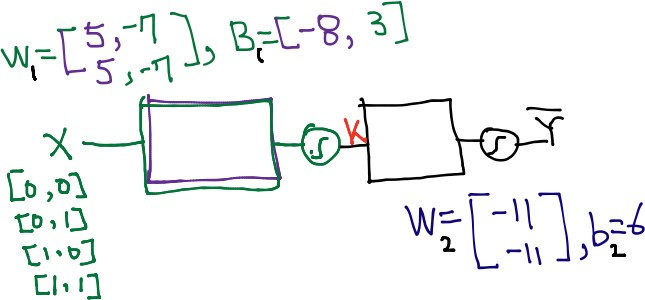 W₁=[5, -7
5, -7], B₁=[-8, 3]
X
K
Y̅
[0, 0]
[0, 1]
[1, 0]
[1, 1]
W₂=[-11
-11], b₂=6